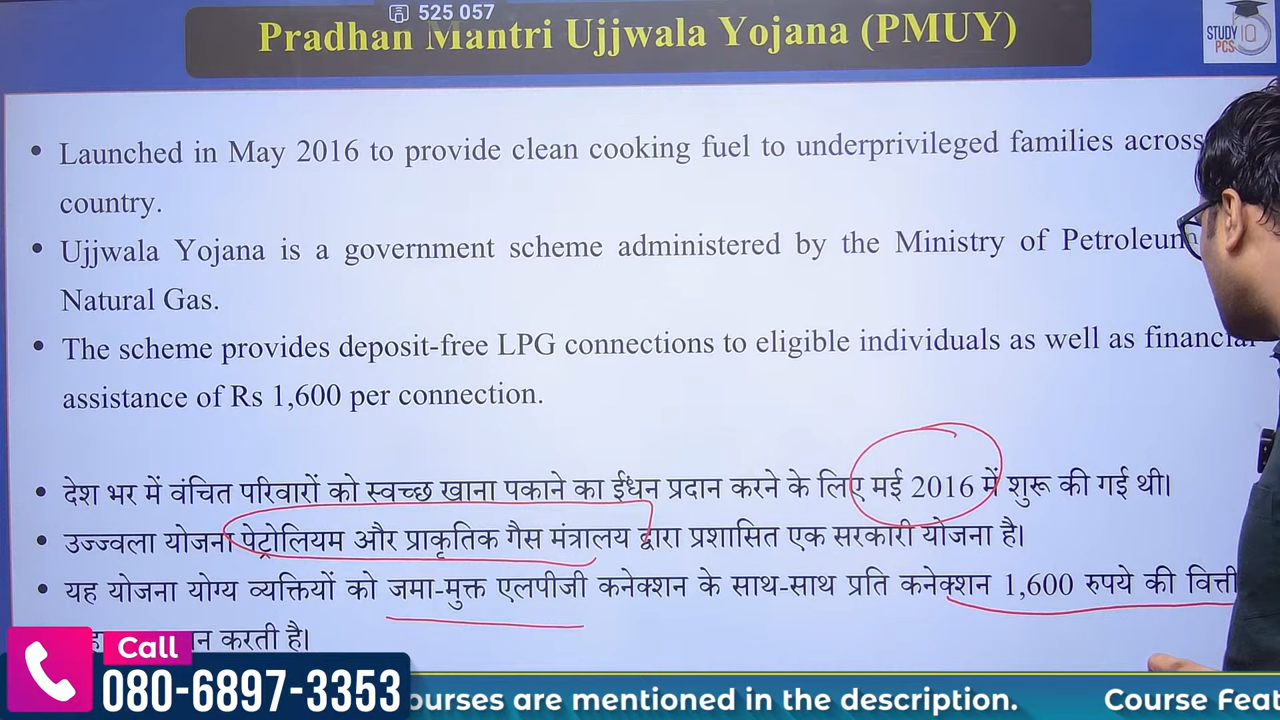 525 057
Pradhan Mantri Ujjwala Yojana (PMUY)
STUDY IQ
PCS
• Launched in May 2016 to provide clean cooking fuel to underprivileged families across
country.
• Ujjwala Yojana is a government scheme administered by the Ministry of Petroleum
Natural Gas.
• The scheme provides deposit-free LPG connections to eligible individuals as well as financial
assistance of Rs 1,600 per connection.
• देश भर में वंचित परिवारों को स्वच्छ खाना पकाने का ईंधन प्रदान करने के लिए मई 2016 में शुरू की गई थी।
• उज्ज्वला योजना पेट्रोलियम और प्राकृतिक गैस मंत्रालय द्वारा प्रशासित एक सरकारी योजना है।
• यह योजना योग्य व्यक्तियों को जमा-मुक्त एलपीजी कनेक्शन के साथ-साथ प्रति कनेक्शन 1,600 रुपये की
करती है।
Call
080-6897-3353
courses are mentioned in the description. Course